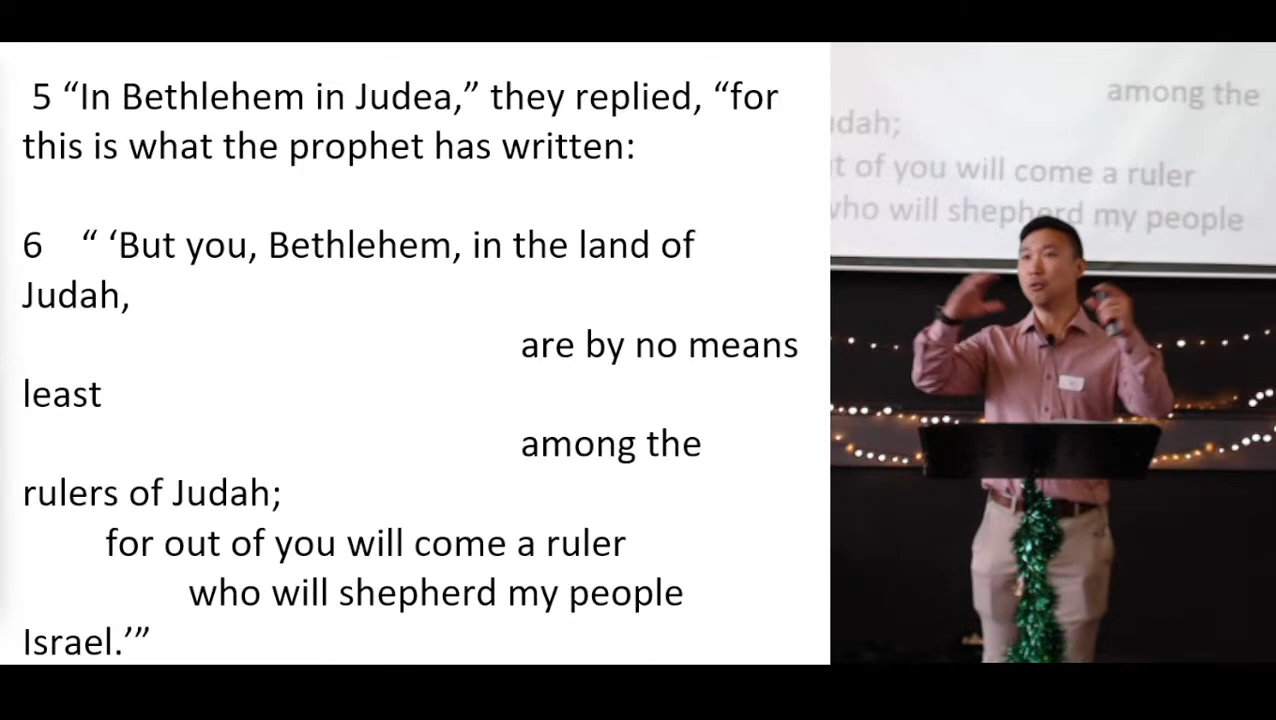 5 “In Bethlehem in Judea,” they replied, “for
this is what the prophet has written:
6 “ ‘But you, Bethlehem, in the land of
Judah,
are by no means
least
among the
rulers of Judah;
for out of you will come a ruler
who will shepherd my people
Israel.’”
among the
udah;
t of you will come a ruler
who will shepherd my people